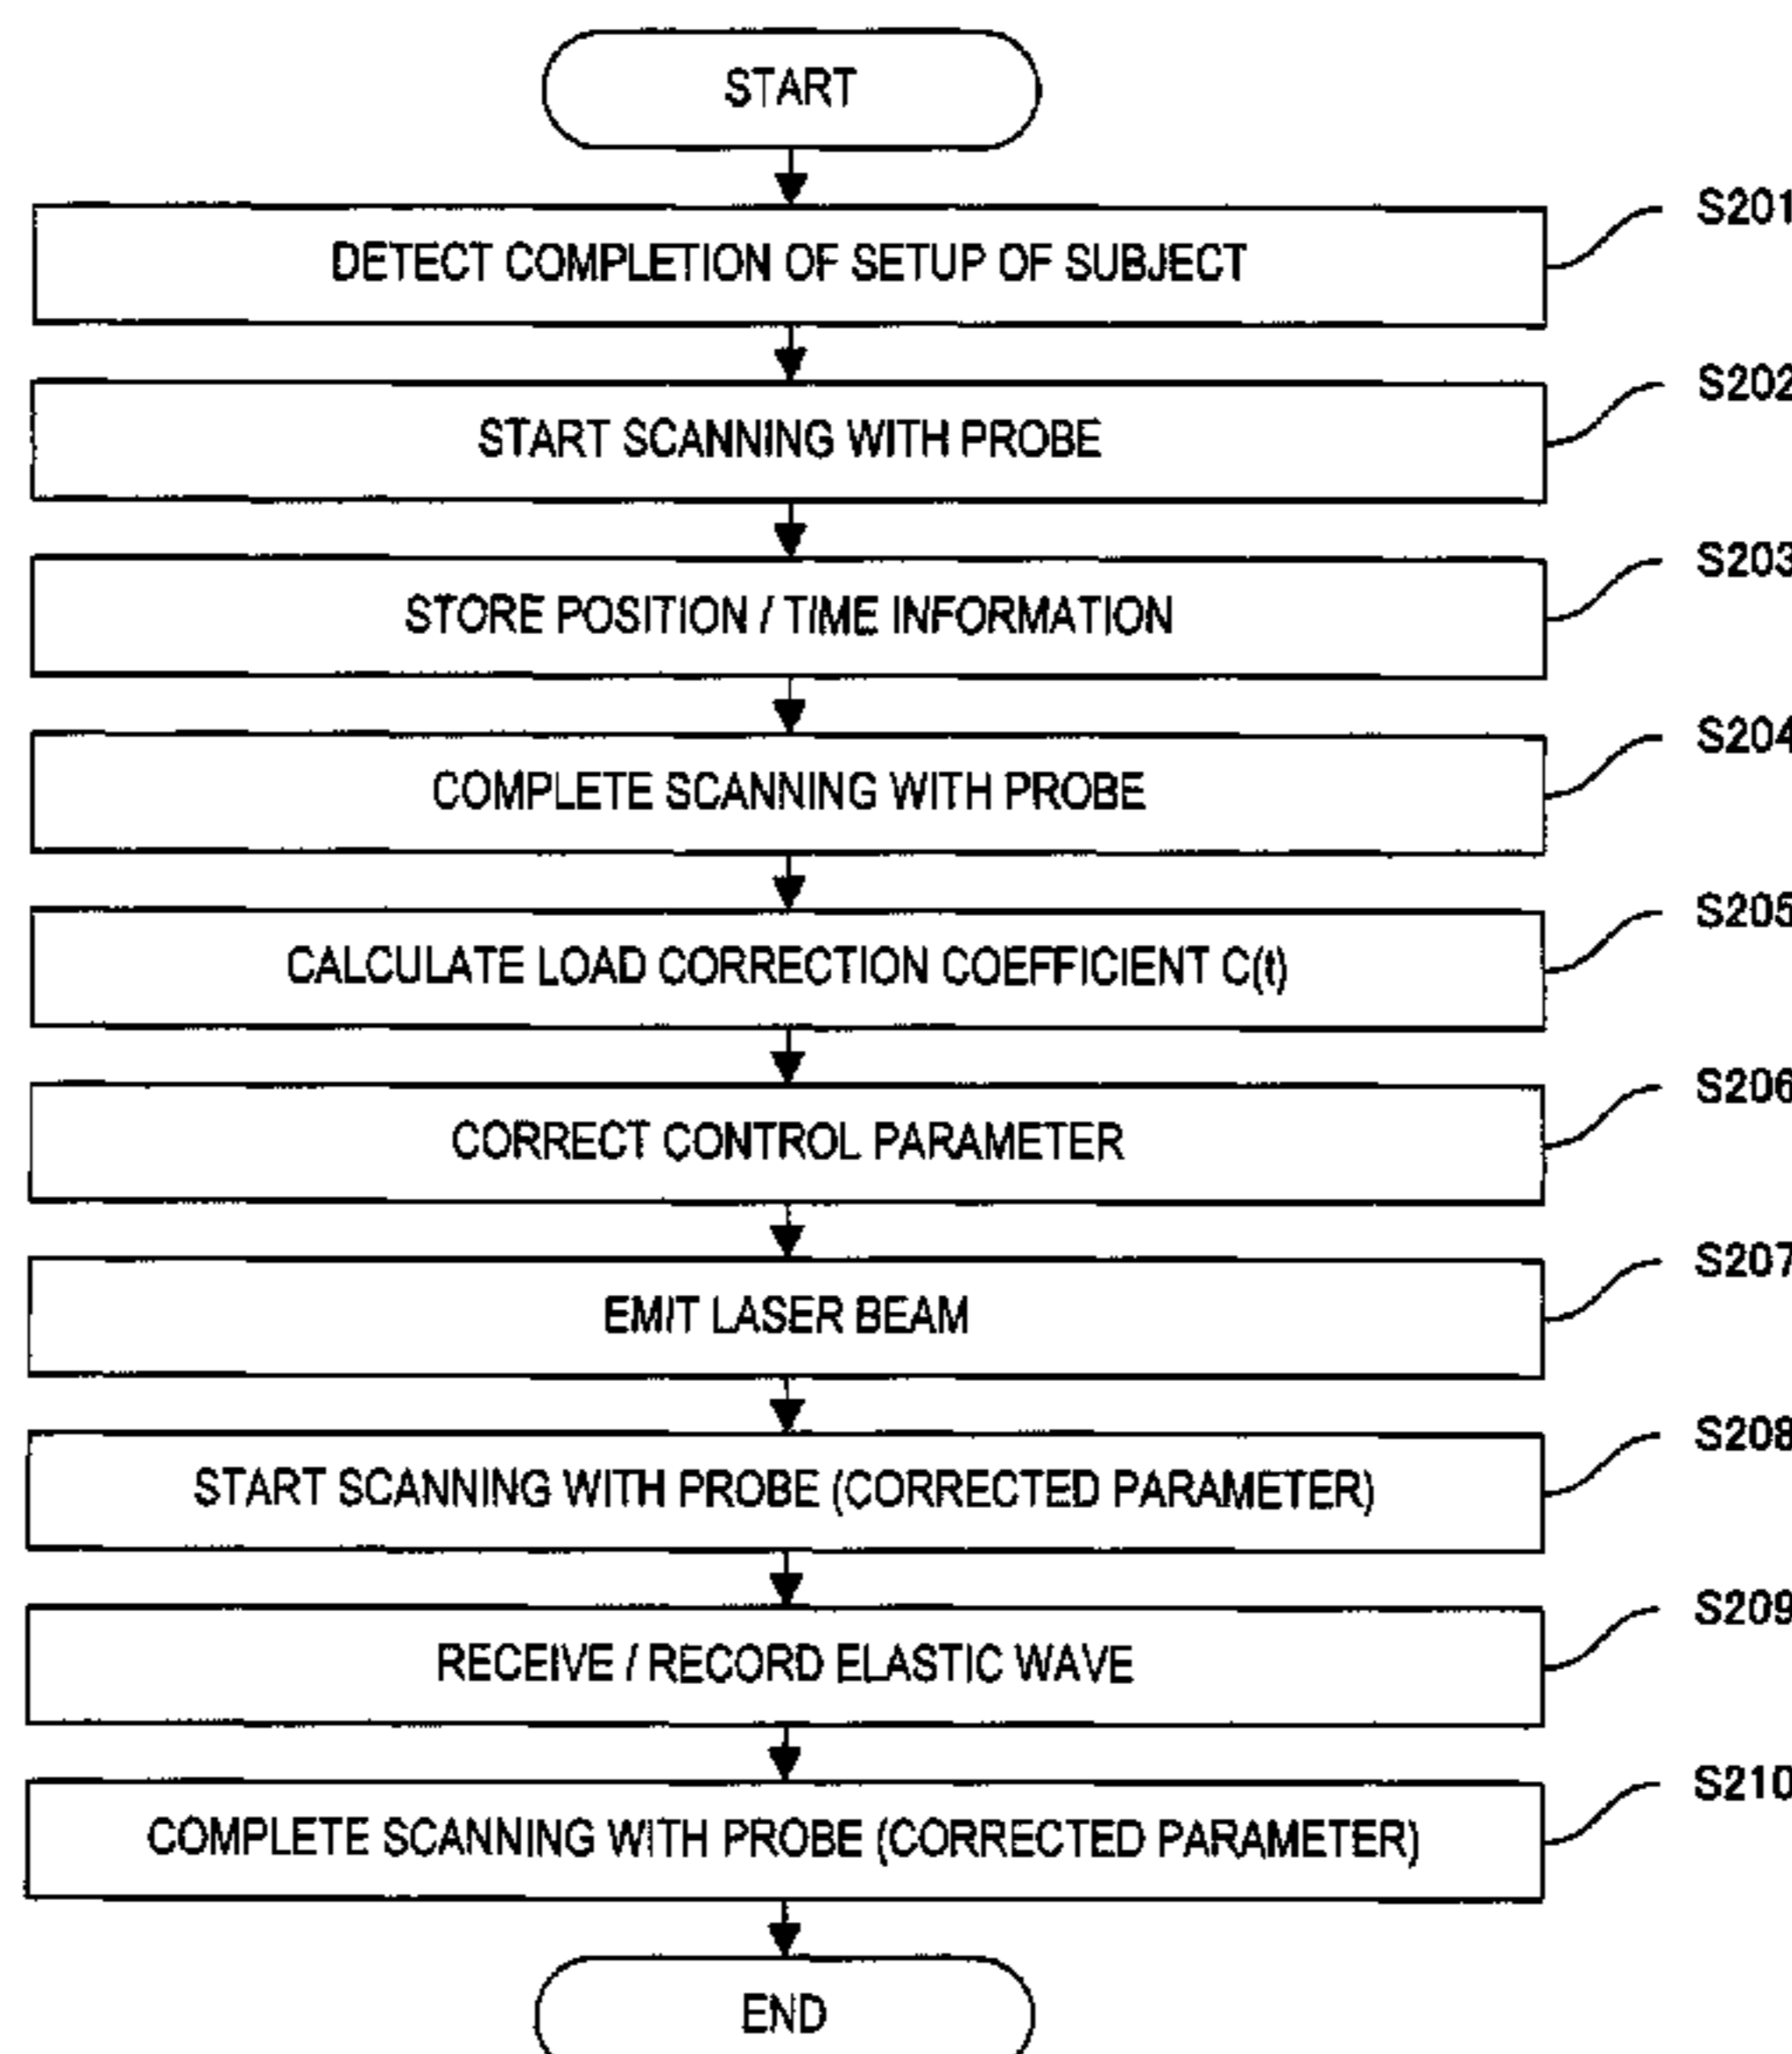 START
DETECT COMPLETION OF SETUP OF SUBJECT
S201
START SCANNING WITH PROBE
S202
STORE POSITION / TIME INFORMATION
S203
COMPLETE SCANNING WITH PROBE
S204
CALCULATE LOAD CORRECTION COEFFICIENT C(t)
S205
CORRECT CONTROL PARAMETER
S206
EMIT LASER BEAM
S207
START SCANNING WITH PROBE (CORRECTED PARAMETER)
S208
RECEIVE / RECORD ELASTIC WAVE
S209
COMPLETE SCANNING WITH PROBE (CORRECTED PARAMETER)
S210
END